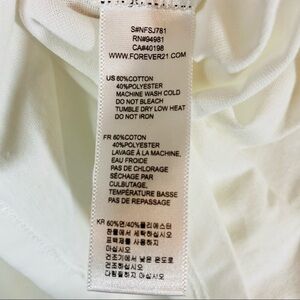 S#NFSJ781
RN#94981
CA#40198
WWW.FOREVER21.COM
US 60%COTTON
40%POLYESTER
MACHINE WASH COLD
DO NOT BLEACH
TUMBLE DRY LOW HEAT
DO NOT IRON
FR 60%COTON
40%POLYESTER
LAVAGE À LA MACHINE,
EAU FROIDE
PAS DE CHLORAGE
SÉCHAGE PAR
CULBUTAGE,
TEMPÉRATURE BASSE
PAS DE REPASSAGE
KR 60%면/40%폴리에스터
찬물에서 세탁하십시오
표백제를 사용하지
마십시오
건조기에서 낮은 온도로
건조하십시오
다림질하지 마십시오